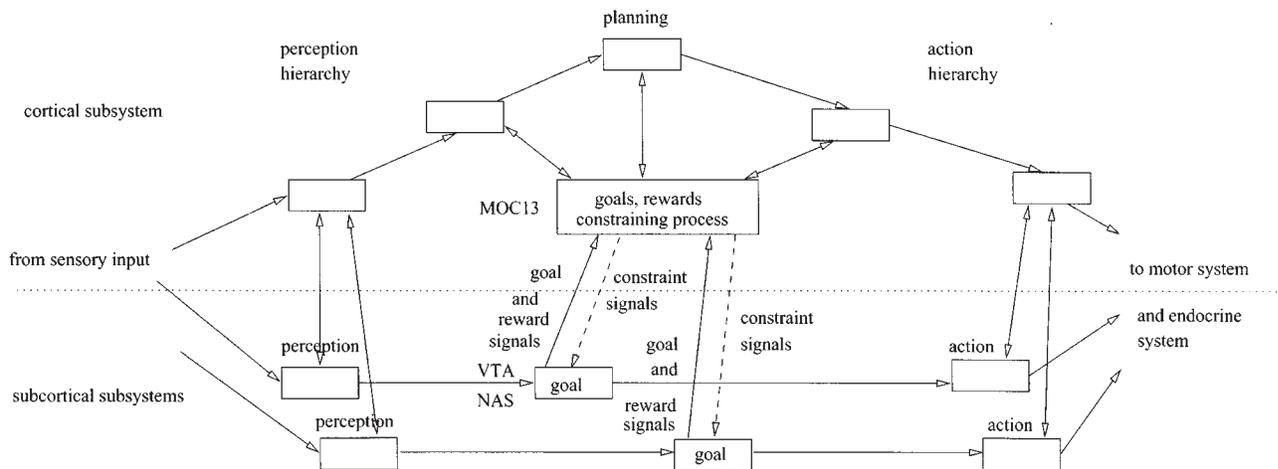 planning
perception
hierarchy
action
hierarchy
cortical subsystem
MOC13
goals, rewards
constraining process
from sensory input
goal
and
reward
signals
constraint
signals
to motor system
constraint
signals
and endocrine
system
perception
VTA
NAS
goal
goal
and
reward
signals
action
subcortical subsystems
perception
goal
action